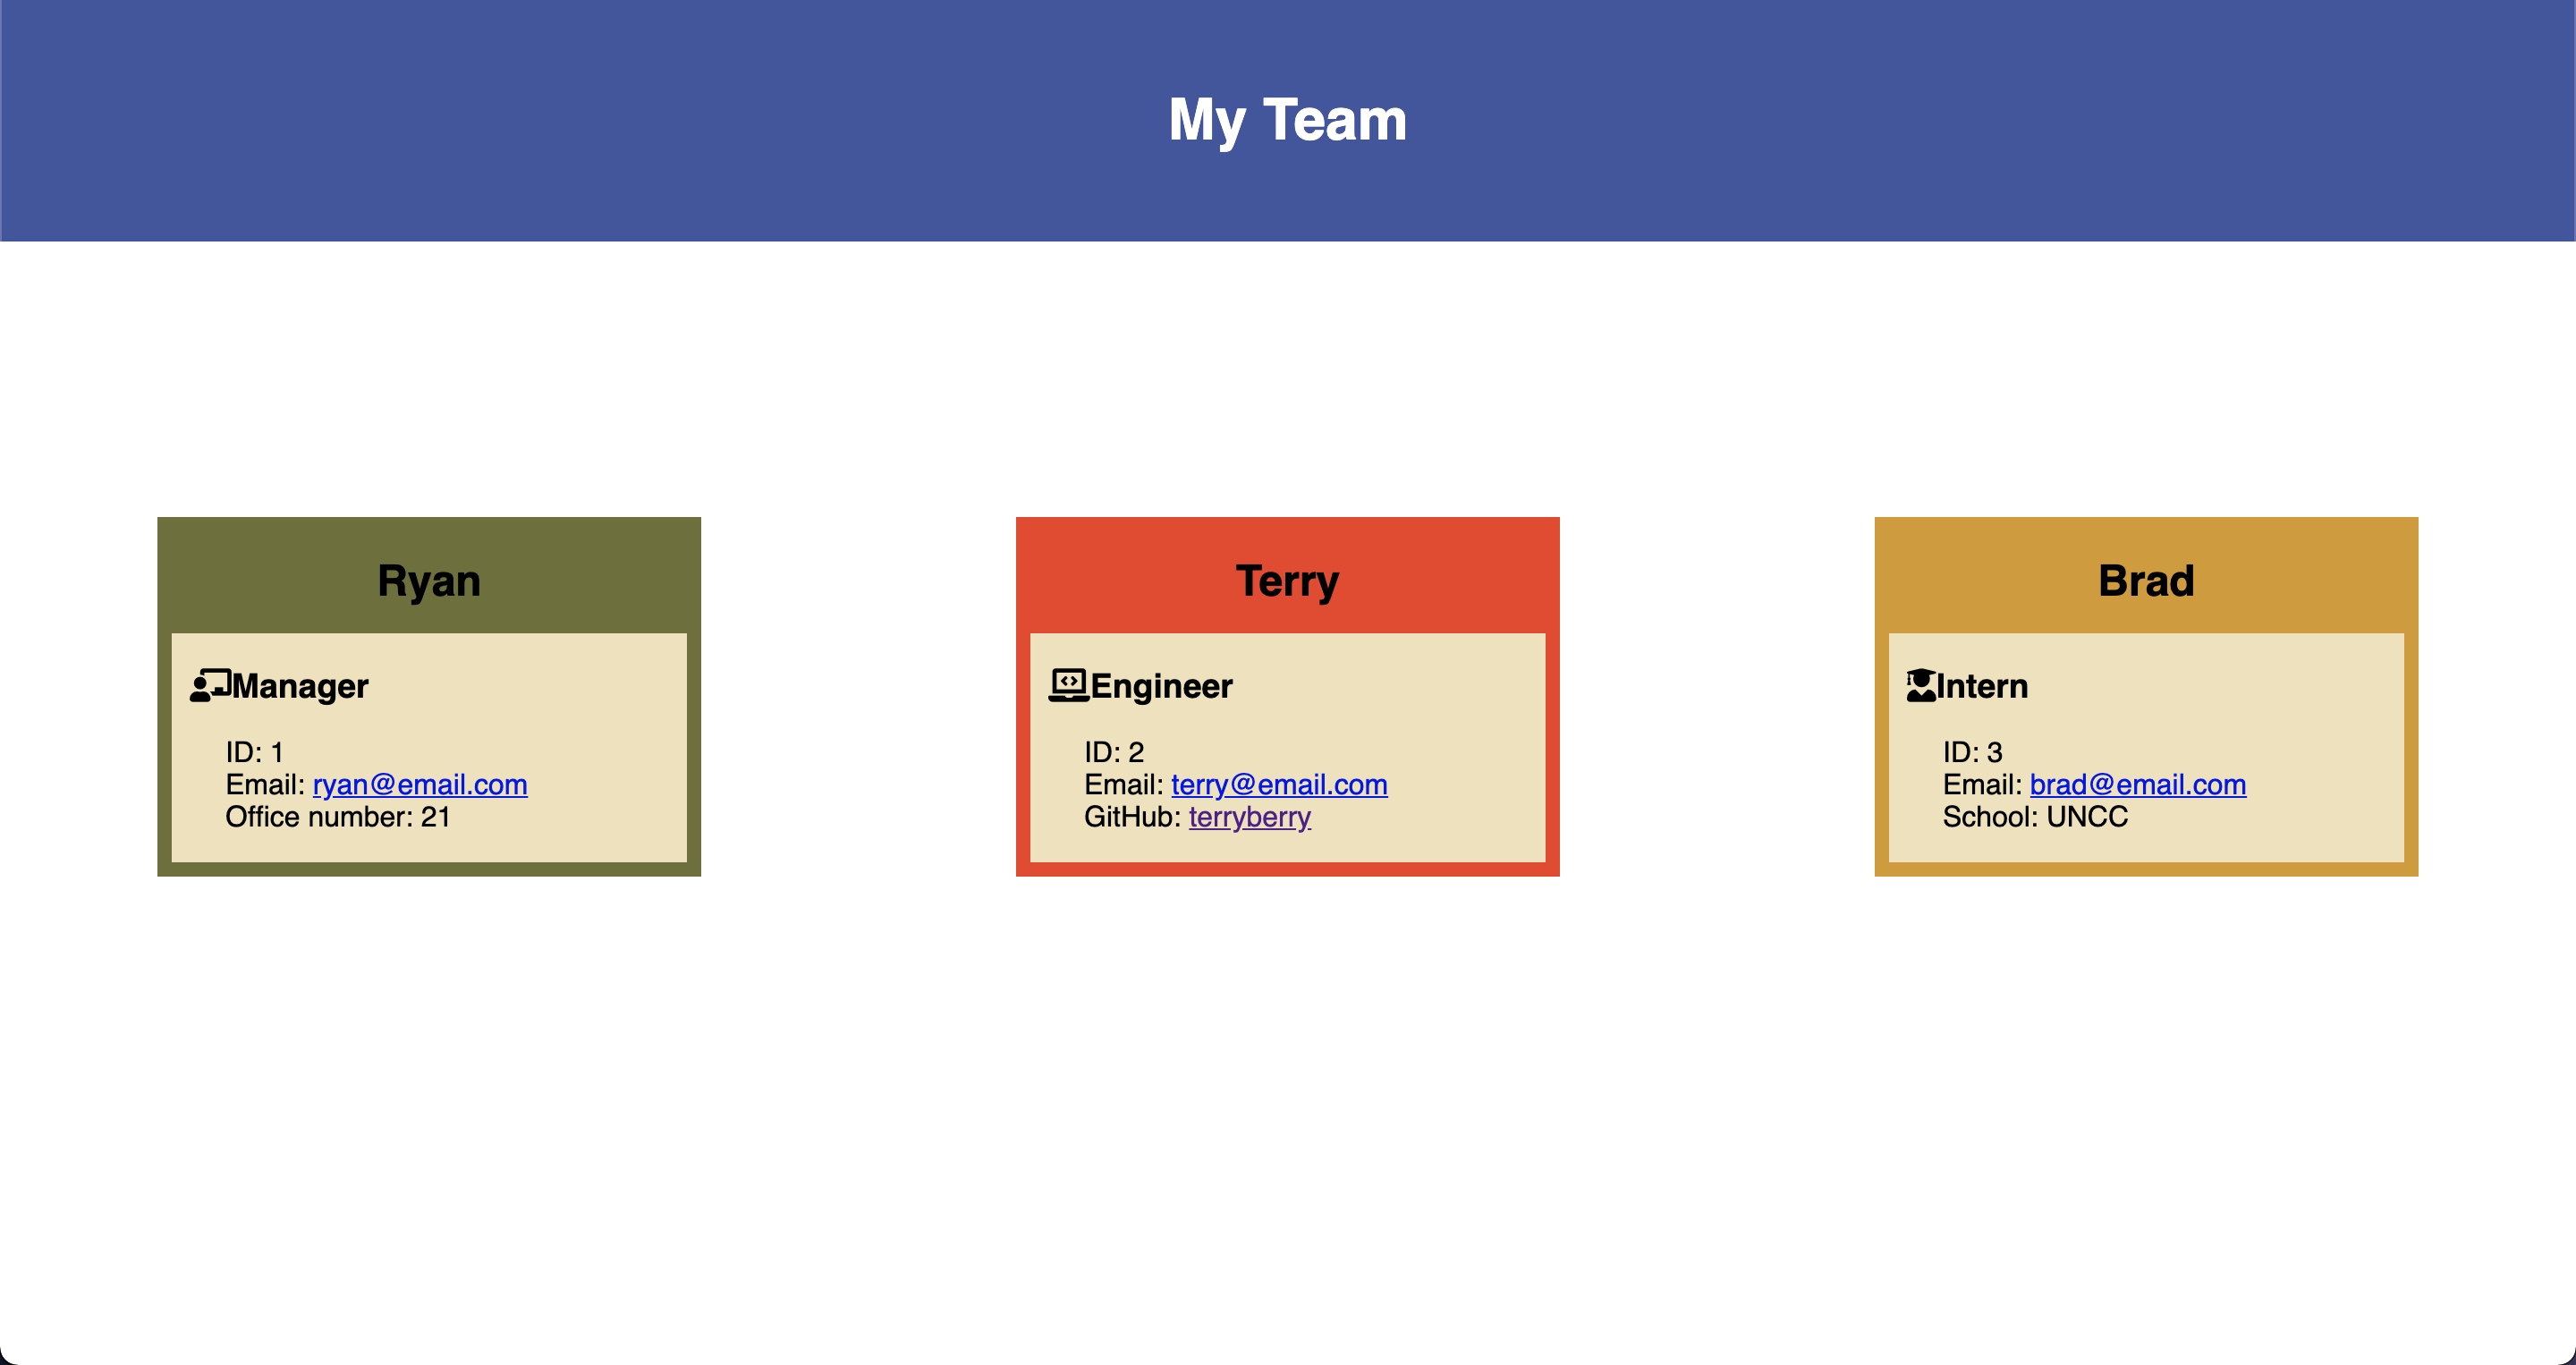 My Team
Ryan
Manager
ID: 1
Email: ryan@email.com
Office number: 21
Terry
Engineer
ID: 2
Email: terry@email.com
GitHub: terryberry
Brad
Intern
ID: 3
Email: brad@email.com
School: UNCC